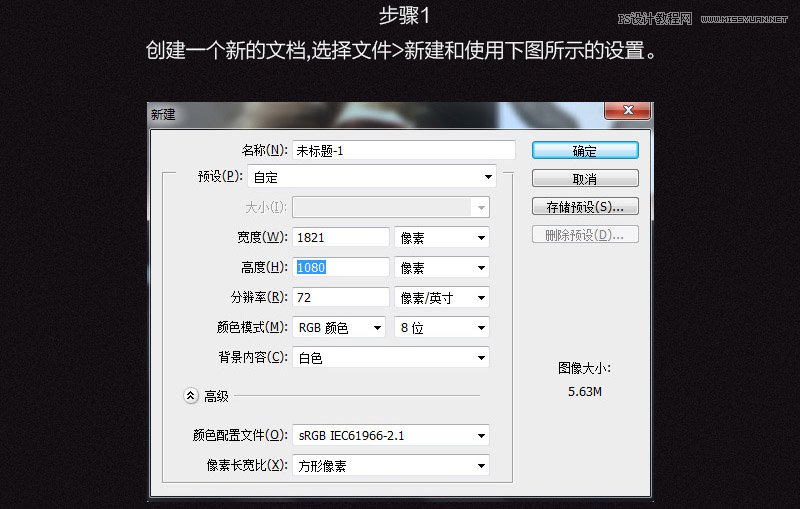 步骤1
PS设计教程网 WWW.MISSYUAN.NET
创建一个新的文档,选择文件>新建和使用下图所示的设置。
新建
名称(N): 未标题-1
确定
预设(P): 自定
取消
大小(I):
存储预设(S)...
宽度(W): 1821 像素
删除预设(D)...
高度(H): 1080 像素
分辨率(R): 72 像素/英寸
颜色模式(M): RGB 颜色 8 位
背景内容(C): 白色
图像大小:
5.63M
高级
颜色配置文件(O): sRGB IEC61966-2.1
像素长宽比(X): 方形像素